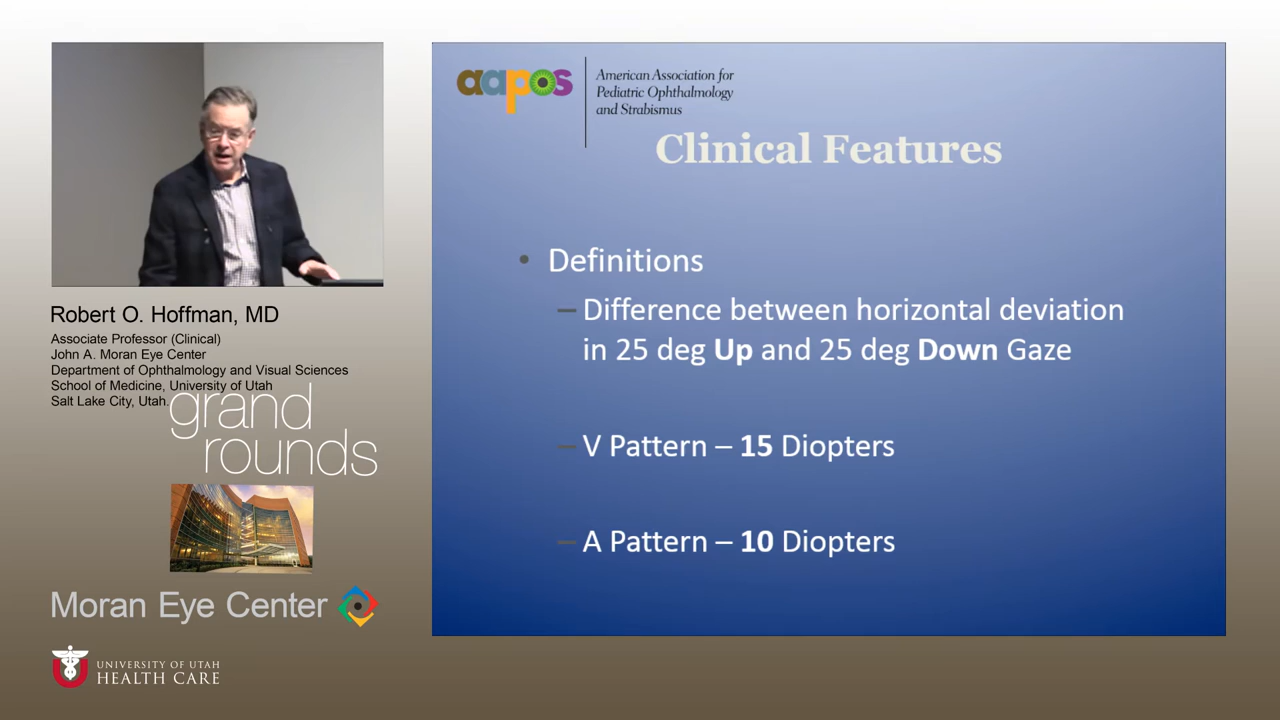 Robert O. Hoffman, MD
Associate Professor (Clinical)
John A. Moran Eye Center
Department of Ophthalmology and Visual Sciences
School of Medicine, University of Utah
Salt Lake City, Utah.
grand
rounds
Moran Eye Center
UNIVERSITY OF UTAH
HEALTH CARE
aapos
American Association for
Pediatric Ophthalmology
and Strabismus
Clinical Features
• Definitions
– Difference between horizontal deviation
in 25 deg Up and 25 deg Down Gaze
– V Pattern – 15 Diopters
– A Pattern – 10 Diopters